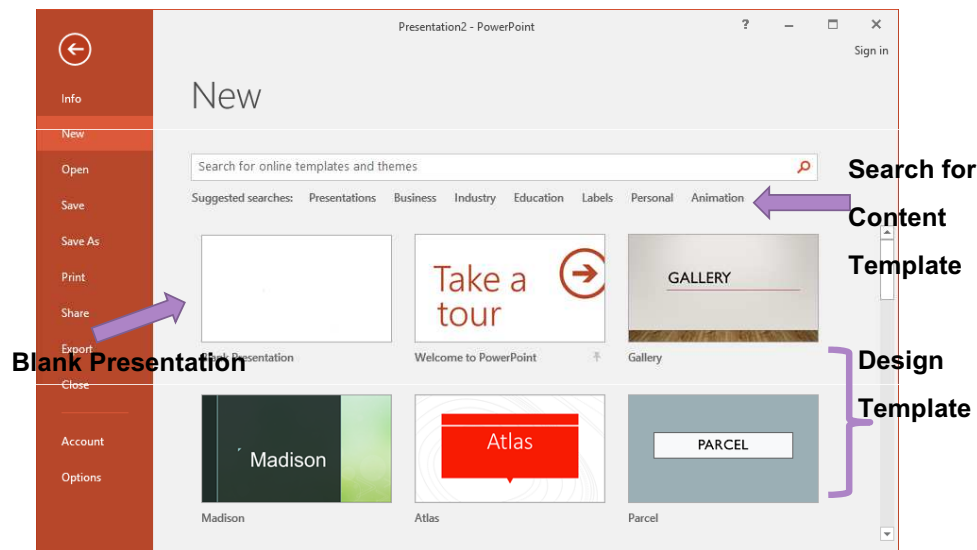 Presentation2 - PowerPoint
?
Sign in
Info
New
Open
Save
Save As
Print
Share
Export
Close
Account
Options
New
Search for online templates and themes
Suggested searches: Presentations Business Industry Education Labels Personal Animation
Search for
Content
Template
Take a
tour
GALLERY
Blank Presentation
Blank Presentation Welcome to PowerPoint Gallery
Design
Template
Madison
Atlas
PARCEL
Madison Atlas Parcel